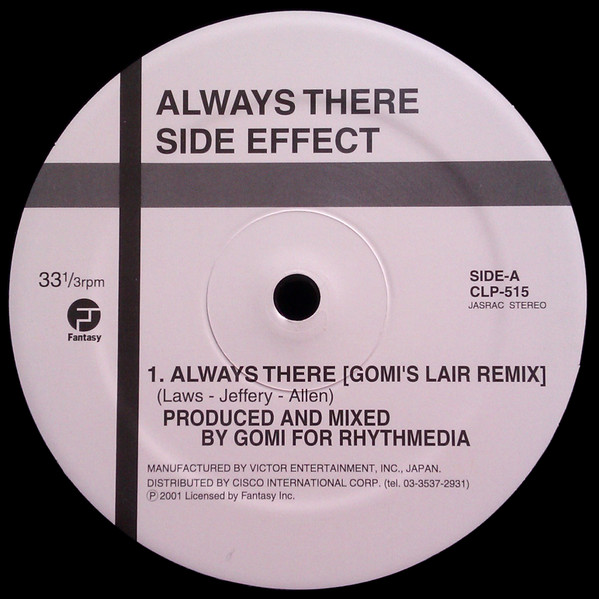 ALWAYS THERE
SIDE EFFECT
33 1/3rpm
Fantasy
SIDE-A
CLP-515
JASRAC STEREO
1. ALWAYS THERE [GOMI'S LAIR REMIX]
(Laws - Jeffery - Allen)
PRODUCED AND MIXED
BY GOMI FOR RHYTHMEDIA
MANUFACTURED BY VICTOR ENTERTAINMENT, INC., JAPAN.
DISTRIBUTED BY CISCO INTERNATIONAL CORP. (tel. 03-3537-2931)
Ⓟ 2001 Licensed by Fantasy Inc.